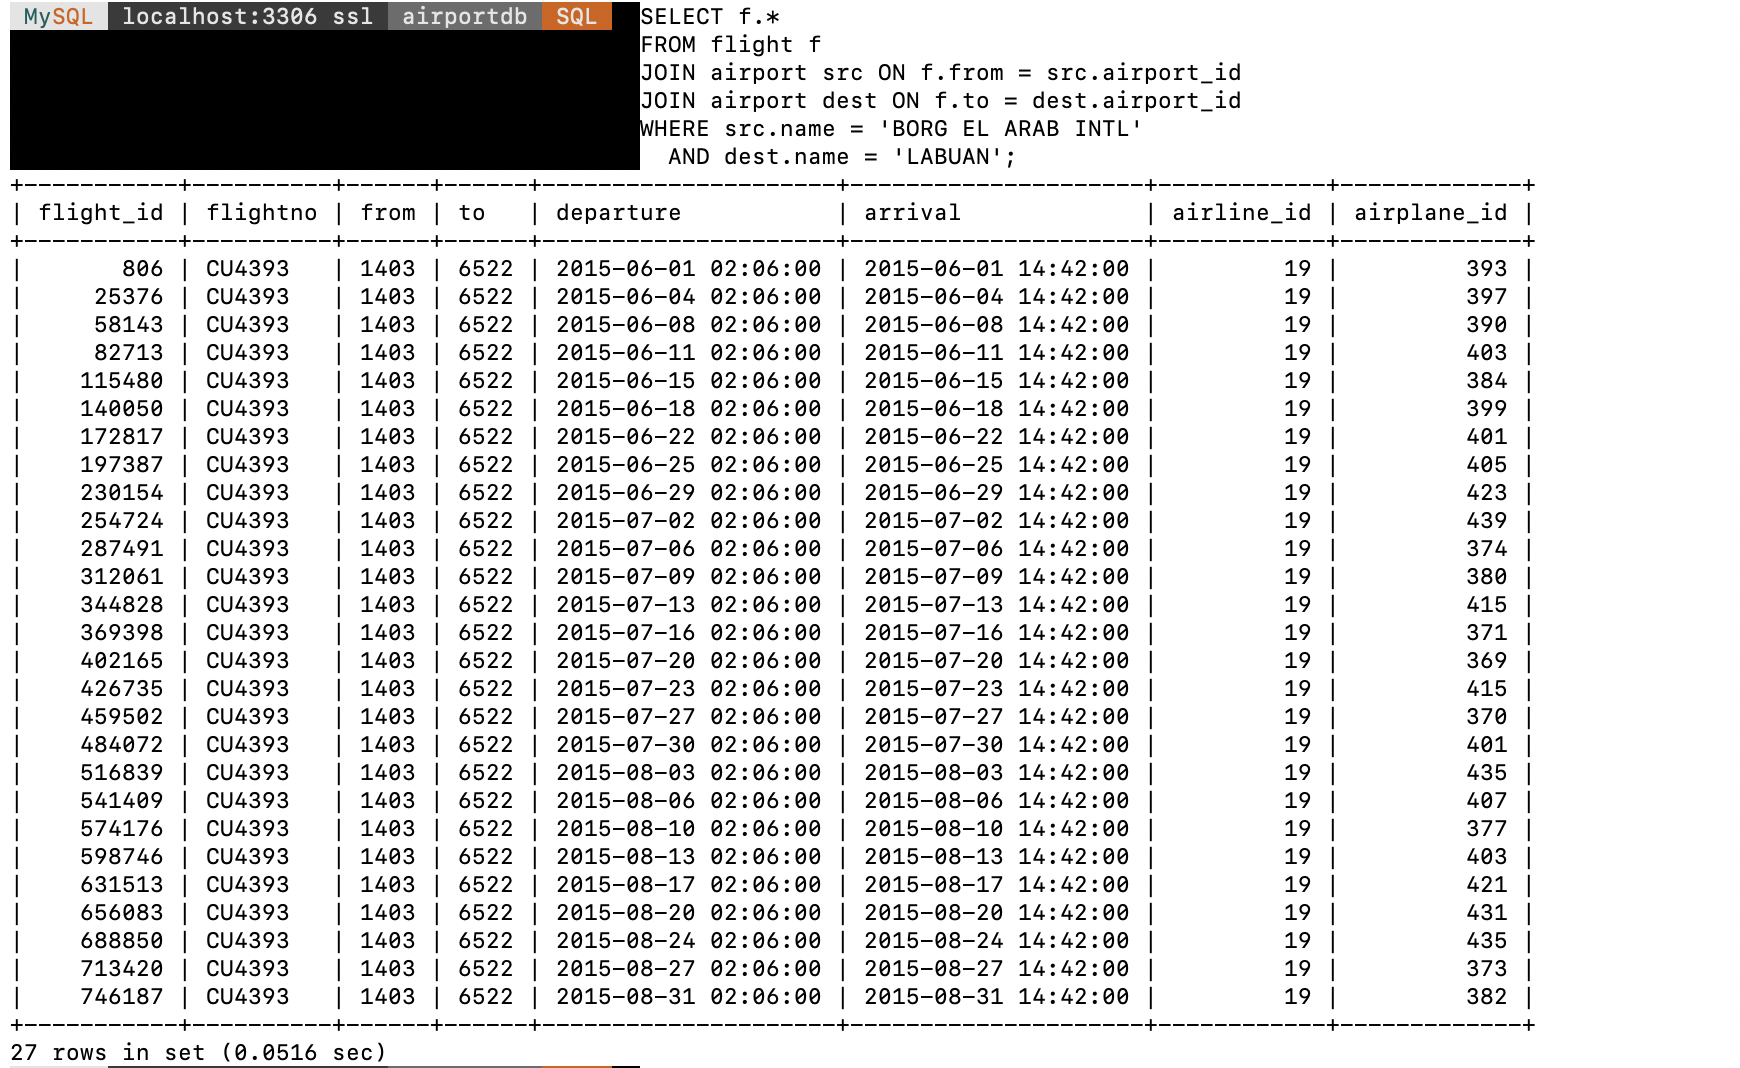 MySQL localhost:3306 ssl airportdb SQL SELECT f.*
FROM flight f
JOIN airport src ON f.from = src.airport_id
JOIN airport dest ON f.to = dest.airport_id
WHERE src.name = 'BORG EL ARAB INTL'
  AND dest.name = 'LABUAN';
+-----------+----------+------+------+---------------------+---------------------+------------+-------------+
| flight_id | flightno | from | to   | departure           | arrival             | airline_id | airplane_id |
+-----------+----------+------+------+---------------------+---------------------+------------+-------------+
|       806 | CU4393   | 1403 | 6522 | 2015-06-01 02:06:00 | 2015-06-01 14:42:00 |         19 |         393 |
|     25376 | CU4393   | 1403 | 6522 | 2015-06-04 02:06:00 | 2015-06-04 14:42:00 |         19 |         397 |
|     58143 | CU4393   | 1403 | 6522 | 2015-06-08 02:06:00 | 2015-06-08 14:42:00 |         19 |         390 |
|     82713 | CU4393   | 1403 | 6522 | 2015-06-11 02:06:00 | 2015-06-11 14:42:00 |         19 |         403 |
|    115480 | CU4393   | 1403 | 6522 | 2015-06-15 02:06:00 | 2015-06-15 14:42:00 |         19 |         384 |
|    140050 | CU4393   | 1403 | 6522 | 2015-06-18 02:06:00 | 2015-06-18 14:42:00 |         19 |         399 |
|    172817 | CU4393   | 1403 | 6522 | 2015-06-22 02:06:00 | 2015-06-22 14:42:00 |         19 |         401 |
|    197387 | CU4393   | 1403 | 6522 | 2015-06-25 02:06:00 | 2015-06-25 14:42:00 |         19 |         405 |
|    230154 | CU4393   | 1403 | 6522 | 2015-06-29 02:06:00 | 2015-06-29 14:42:00 |         19 |         423 |
|    254724 | CU4393   | 1403 | 6522 | 2015-07-02 02:06:00 | 2015-07-02 14:42:00 |         19 |         439 |
|    287491 | CU4393   | 1403 | 6522 | 2015-07-06 02:06:00 | 2015-07-06 14:42:00 |         19 |         374 |
|    312061 | CU4393   | 1403 | 6522 | 2015-07-09 02:06:00 | 2015-07-09 14:42:00 |         19 |         380 |
|    344828 | CU4393   | 1403 | 6522 | 2015-07-13 02:06:00 | 2015-07-13 14:42:00 |         19 |         415 |
|    369398 | CU4393   | 1403 | 6522 | 2015-07-16 02:06:00 | 2015-07-16 14:42:00 |         19 |         371 |
|    402165 | CU4393   | 1403 | 6522 | 2015-07-20 02:06:00 | 2015-07-20 14:42:00 |         19 |         369 |
|    426735 | CU4393   | 1403 | 6522 | 2015-07-23 02:06:00 | 2015-07-23 14:42:00 |         19 |         415 |
|    459502 | CU4393   | 1403 | 6522 | 2015-07-27 02:06:00 | 2015-07-27 14:42:00 |         19 |         370 |
|    484072 | CU4393   | 1403 | 6522 | 2015-07-30 02:06:00 | 2015-07-30 14:42:00 |         19 |         401 |
|    516839 | CU4393   | 1403 | 6522 | 2015-08-03 02:06:00 | 2015-08-03 14:42:00 |         19 |         435 |
|    541409 | CU4393   | 1403 | 6522 | 2015-08-06 02:06:00 | 2015-08-06 14:42:00 |         19 |         407 |
|    574176 | CU4393   | 1403 | 6522 | 2015-08-10 02:06:00 | 2015-08-10 14:42:00 |         19 |         377 |
|    598746 | CU4393   | 1403 | 6522 | 2015-08-13 02:06:00 | 2015-08-13 14:42:00 |         19 |         403 |
|    631513 | CU4393   | 1403 | 6522 | 2015-08-17 02:06:00 | 2015-08-17 14:42:00 |         19 |         421 |
|    656083 | CU4393   | 1403 | 6522 | 2015-08-20 02:06:00 | 2015-08-20 14:42:00 |         19 |         431 |
|    688850 | CU4393   | 1403 | 6522 | 2015-08-24 02:06:00 | 2015-08-24 14:42:00 |         19 |         435 |
|    713420 | CU4393   | 1403 | 6522 | 2015-08-27 02:06:00 | 2015-08-27 14:42:00 |         19 |         373 |
|    746187 | CU4393   | 1403 | 6522 | 2015-08-31 02:06:00 | 2015-08-31 14:42:00 |         19 |         382 |
+-----------+----------+------+------+---------------------+---------------------+------------+-------------+
27 rows in set (0.0516 sec)